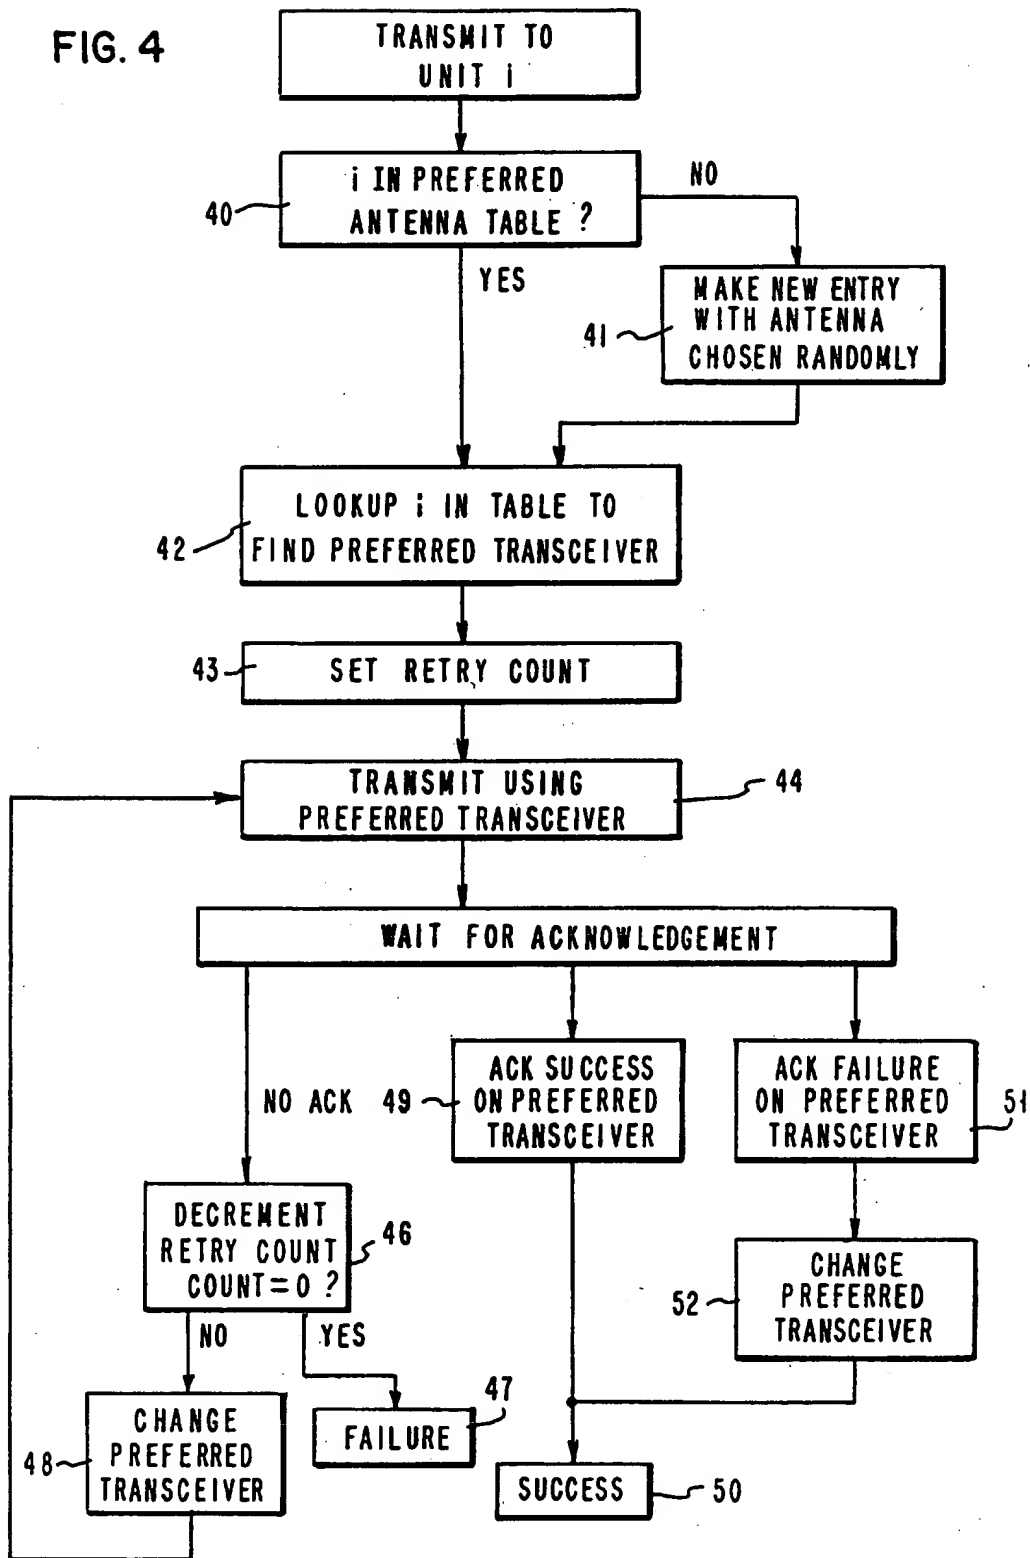 FIG. 4
TRANSMIT TO
UNIT i
40
i IN PREFERRED
ANTENNA TABLE ?
NO
YES
41
MAKE NEW ENTRY
WITH ANTENNA
CHOSEN RANDOMLY
42
LOOKUP i IN TABLE TO
FIND PREFERRED TRANSCEIVER
43
SET RETRY COUNT
TRANSMIT USING
PREFERRED TRANSCEIVER
44
WAIT FOR ACKNOWLEDGEMENT
NO ACK
49
ACK SUCCESS
ON PREFERRED
TRANSCEIVER
ACK FAILURE
ON PREFERRED
TRANSCEIVER
51
DECREMENT
RETRY COUNT
COUNT=0 ?
46
52
CHANGE
PREFERRED
TRANSCEIVER
NO
YES
48
CHANGE
PREFERRED
TRANSCEIVER
FAILURE
47
SUCCESS
50